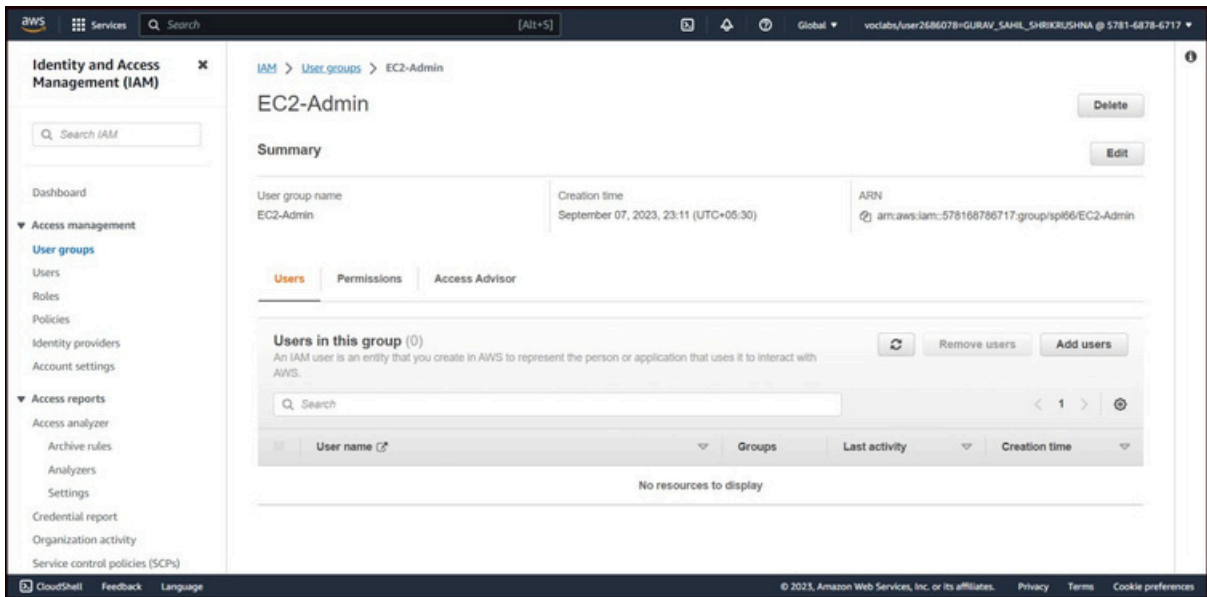 aws
Services
Search
[Alt+S]
Global
voclabs/user2686078=GURAV_SAHIL_SHRIKRUSHNA @ 5781-6878-6717
Identity and Access
Management (IAM)
Search IAM
Dashboard
Access management
User groups
Users
Roles
Policies
Identity providers
Account settings
Access reports
Access analyzer
Archive rules
Analyzers
Settings
Credential report
Organization activity
Service control policies (SCPs)
IAM > User groups > EC2-Admin
EC2-Admin
Delete
Summary
Edit
User group name
EC2-Admin
Creation time
September 07, 2023, 23:11 (UTC+05:30)
ARN
arn:aws:iam::578168786717:group/spl66/EC2-Admin
Users
Permissions
Access Advisor
Users in this group (0)
An IAM user is an entity that you create in AWS to represent the person or application that uses it to interact with
AWS.
Remove users
Add users
Search
< 1 >
User name
Groups
Last activity
Creation time
No resources to display
CloudShell
Feedback
Language
© 2023, Amazon Web Services, Inc. or its affiliates.
Privacy
Terms
Cookie preferences